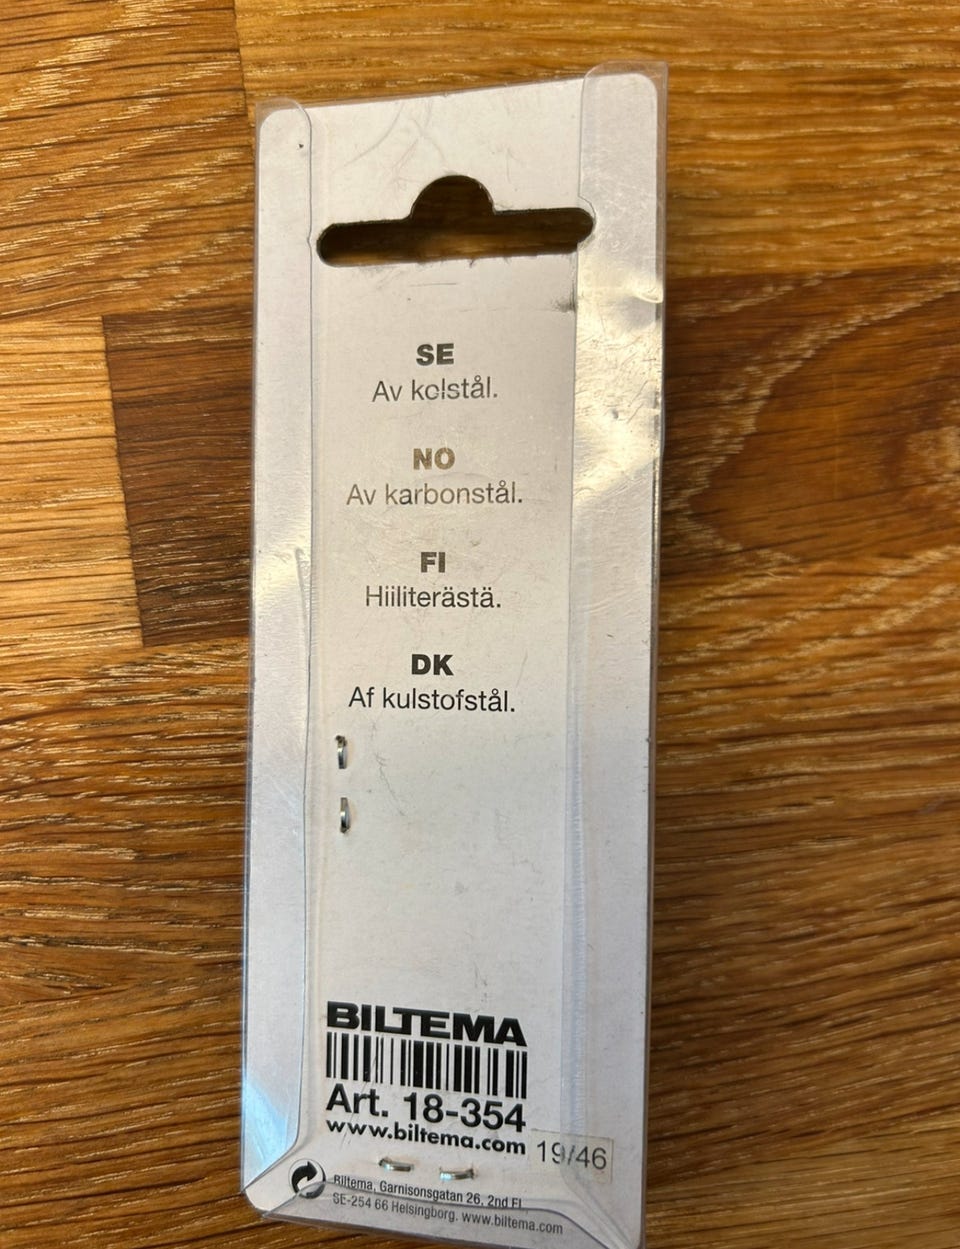 SE
Av kolstål.
NO
Av karbonstål.
FI
Hiiliterästä.
DK
Af kulstofstål.
BILTEMA
Art. 18-354
www.biltema.com
19/46
Biltema, Garnisonsgatan 26, 2nd Fl,
SE-254 66 Helsingborg. www.biltema.com